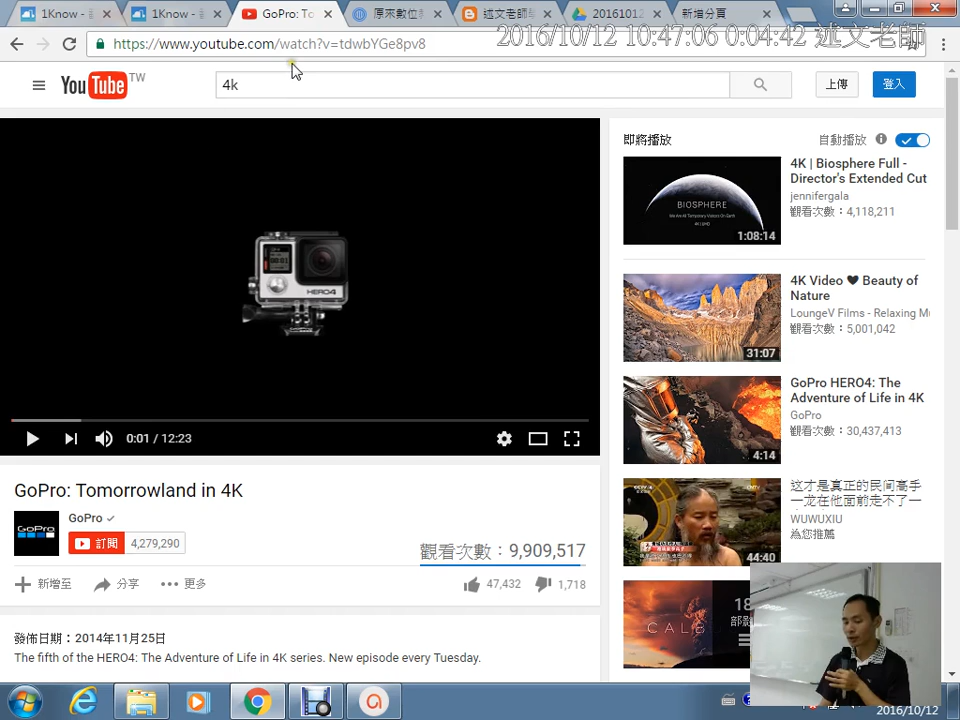 1Know -
1Know -
GoPro: To
原來數位
述文老師
20161012
新增分頁
https://www.youtube.com/watch?v=tdwbYGe8pv8
2016/10/12 10:47:06 0:04:42 述文老師
YouTube TW
4k
上傳
登入
HERO4
0:01 / 12:23
GoPro: Tomorrowland in 4K
GoPro
GoPro
訂閱 4,279,290
觀看次數：9,909,517
新增至 分享 更多
47,432 1,718
發佈日期：2014年11月25日
The fifth of the HERO4: The Adventure of Life in 4K series. New episode every Tuesday.
即將播放 自動播放
BIOSPHERE
1:08:14
4K | Biosphere Full -
Director's Extended Cut
jennifergala
觀看次數：4,118,211
31:07
4K Video ❤ Beauty of
Nature
LoungeV Films - Relaxing Mu
觀看次數：5,001,042
4:14
GoPro HERO4: The
Adventure of Life in 4K
GoPro
觀看次數：30,437,413
44:40
这才是真正的民间高手
一龙在他面前走不了一
WUWUXIU
為您推薦
18
部影
2016/10/12